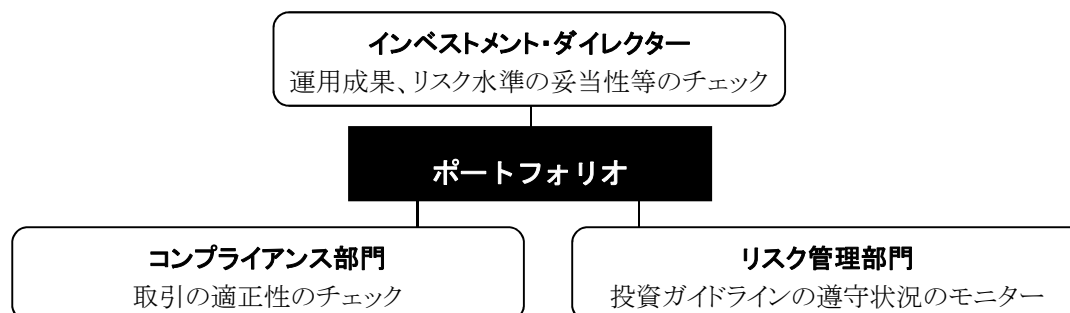 インベストメント・ダイレクター
運用成果、リスク水準の妥当性等のチェック
ポートフォリオ
コンプライアンス部門
取引の適正性のチェック
リスク管理部門
投資ガイドラインの遵守状況のモニター